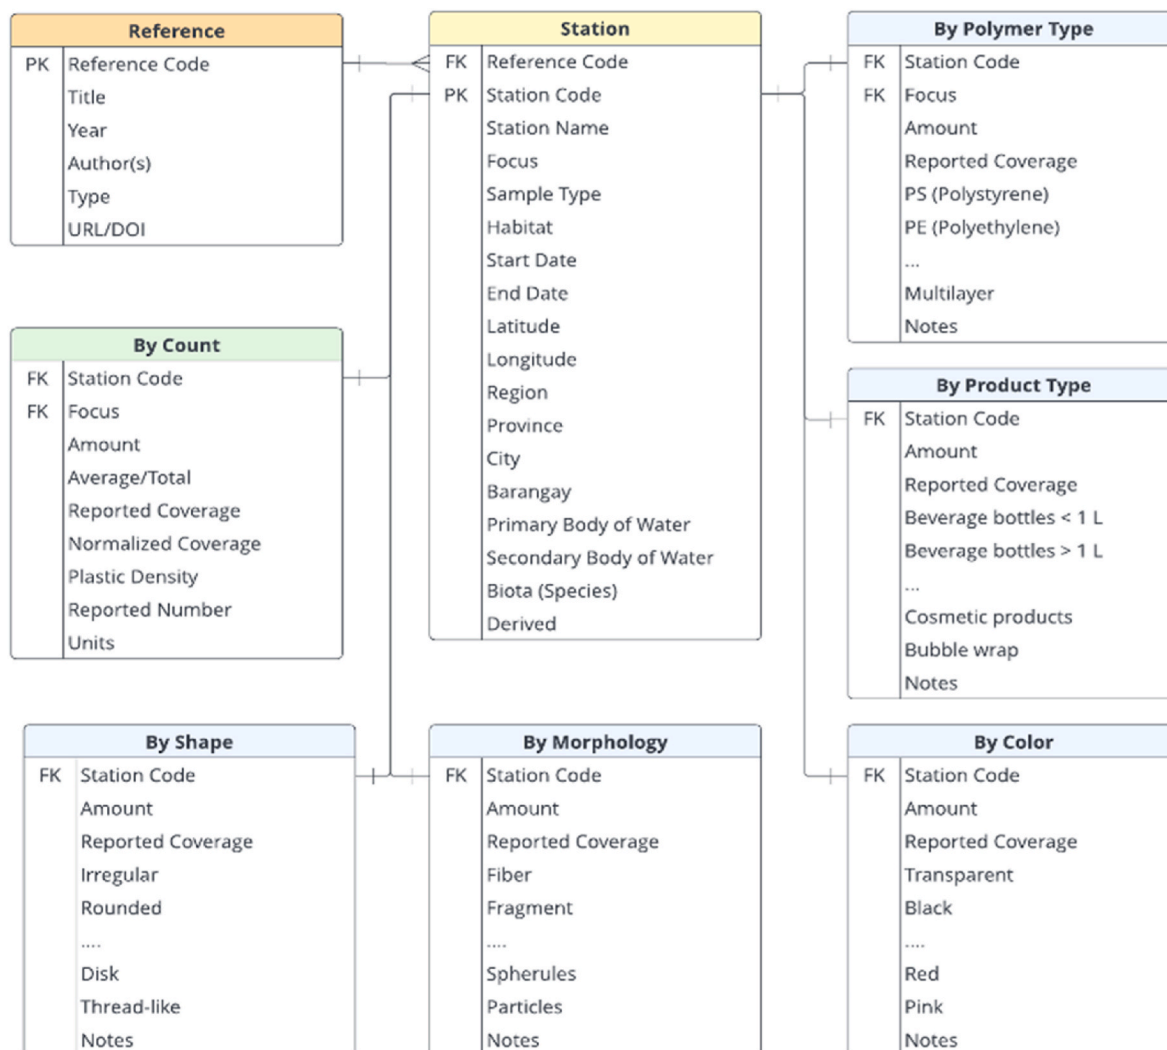 Reference
PK Reference Code
Title
Year
Author(s)
Type
URL/DOI
Station
FK Reference Code
PK Station Code
Station Name
Focus
Sample Type
Habitat
Start Date
End Date
Latitude
Longitude
Region
Province
City
Barangay
Primary Body of Water
Secondary Body of Water
Biota (Species)
Derived
By Polymer Type
FK Station Code
FK Focus
Amount
Reported Coverage
PS (Polystyrene)
PE (Polyethylene)
...
Multilayer
Notes
By Count
FK Station Code
FK Focus
Amount
Average/Total
Reported Coverage
Normalized Coverage
Plastic Density
Reported Number
Units
By Product Type
FK Station Code
Amount
Reported Coverage
Beverage bottles < 1 L
Beverage bottles > 1 L
...
Cosmetic products
Bubble wrap
Notes
By Shape
FK Station Code
Amount
Reported Coverage
Irregular
Rounded
....
Disk
Thread-like
Notes
By Morphology
FK Station Code
Amount
Reported Coverage
Fiber
Fragment
....
Spherules
Particles
Notes
By Color
FK Station Code
Amount
Reported Coverage
Transparent
Black
....
Red
Pink
Notes